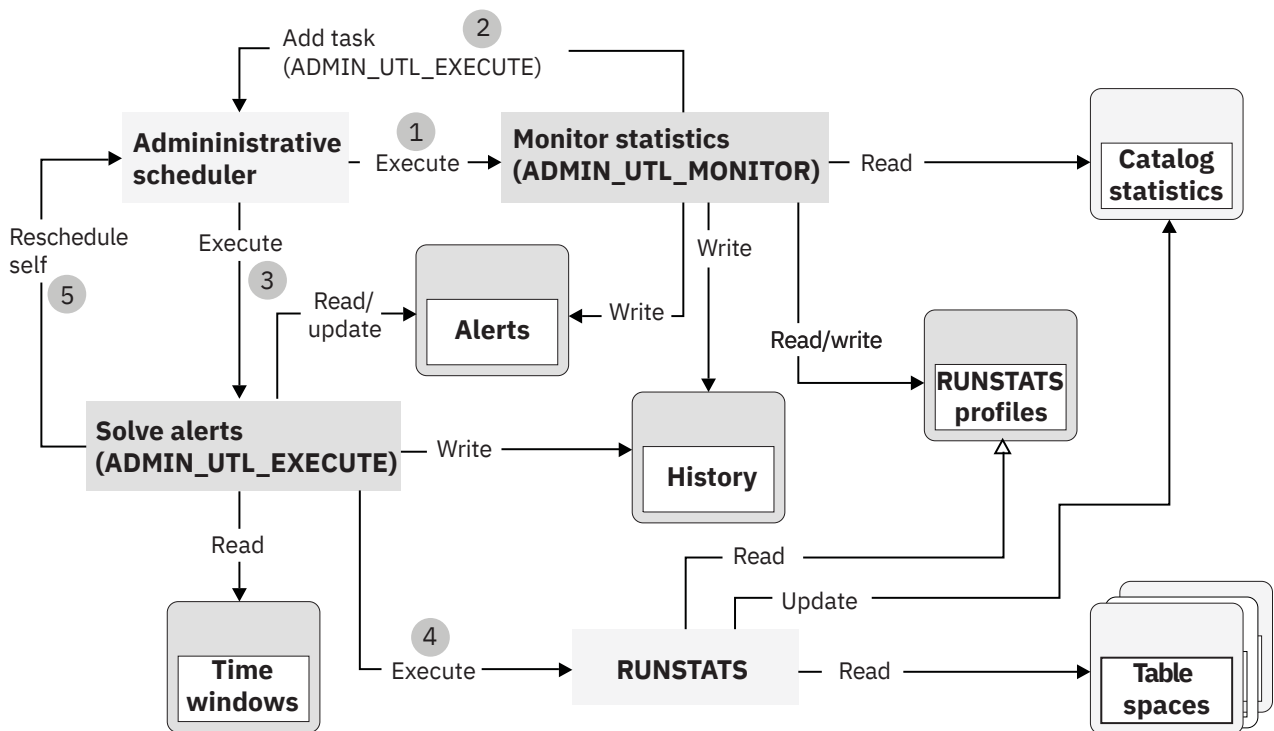 2
Add task
(ADMIN_UTL_EXECUTE)
Admininistrative
scheduler
1
Execute
Monitor statistics
(ADMIN_UTL_MONITOR)
Read
Catalog
statistics
Reschedule
self
5
Execute
3
Read/
update
Alerts
Write
Write
Read/write
RUNSTATS
profiles
Solve alerts
(ADMIN_UTL_EXECUTE)
Write
History
Read
Time
windows
4
Execute
RUNSTATS
Read
Update
Read
Table
spaces